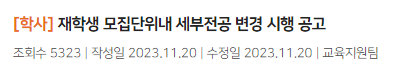 [학사] 재학생 모집단위내 세부전공 변경 시행 공고
조회수 5323 | 작성일 2023.11.20 | 수정일 2023.11.20 | 교육지원팀